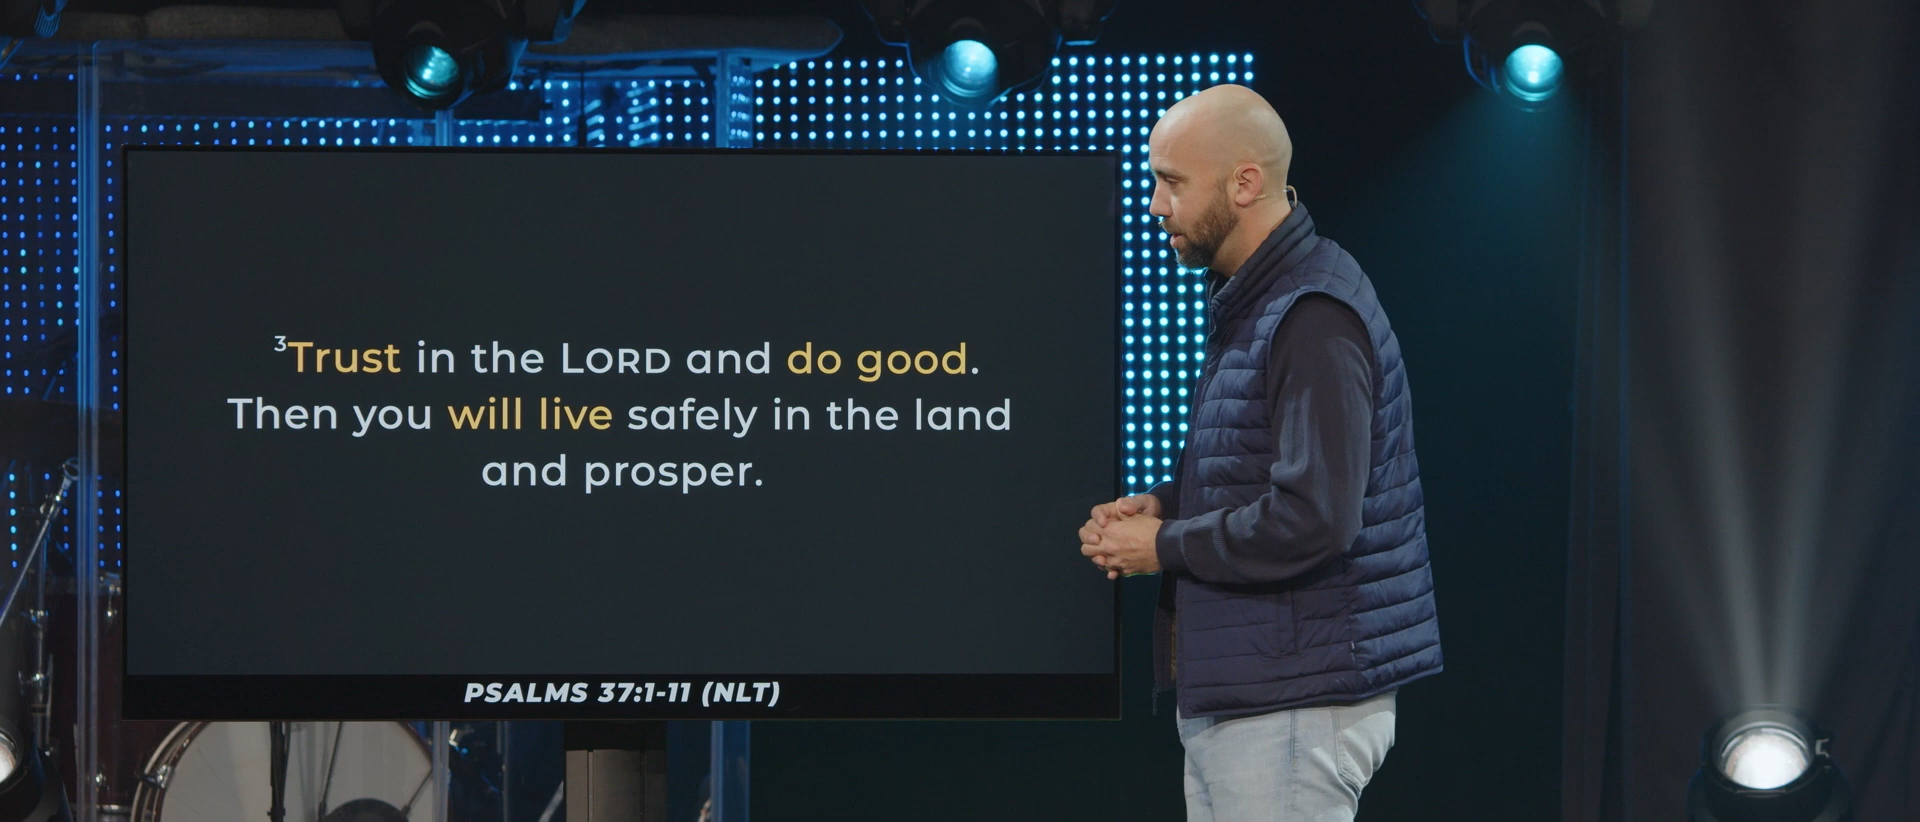 ³Trust in the LORD and do good.
Then you will live safely in the land
and prosper.
PSALMS 37:1-11 (NLT)